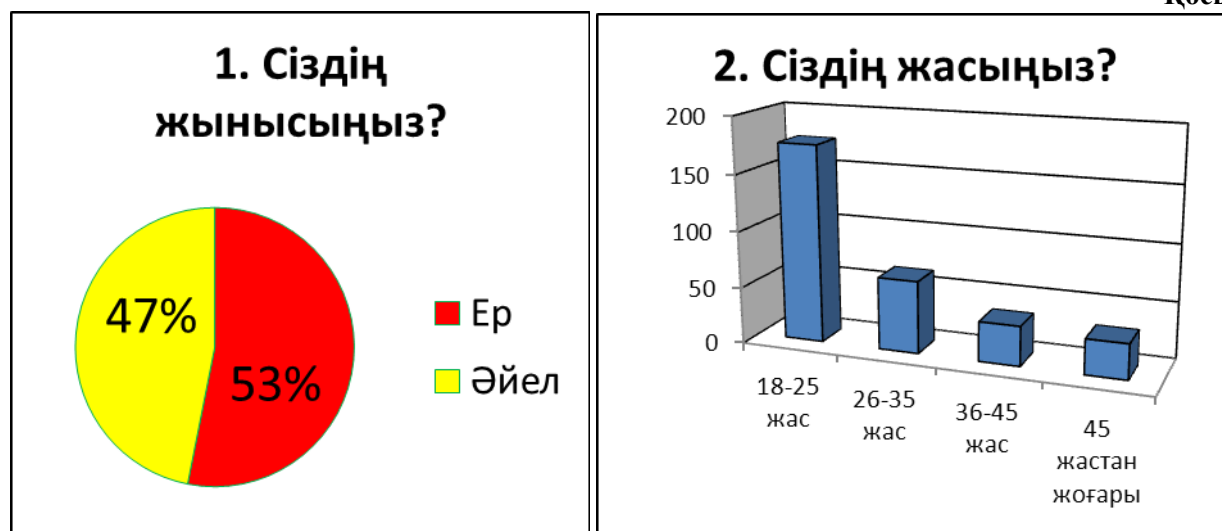 1. Сіздің
жынысыңыз?
47%
53%
Ер
Әйел
2. Сіздің жасыңыз?
200
150
100
50
0
18-25
жас
26-35
жас
36-45
жас
45
жастан
жоғары